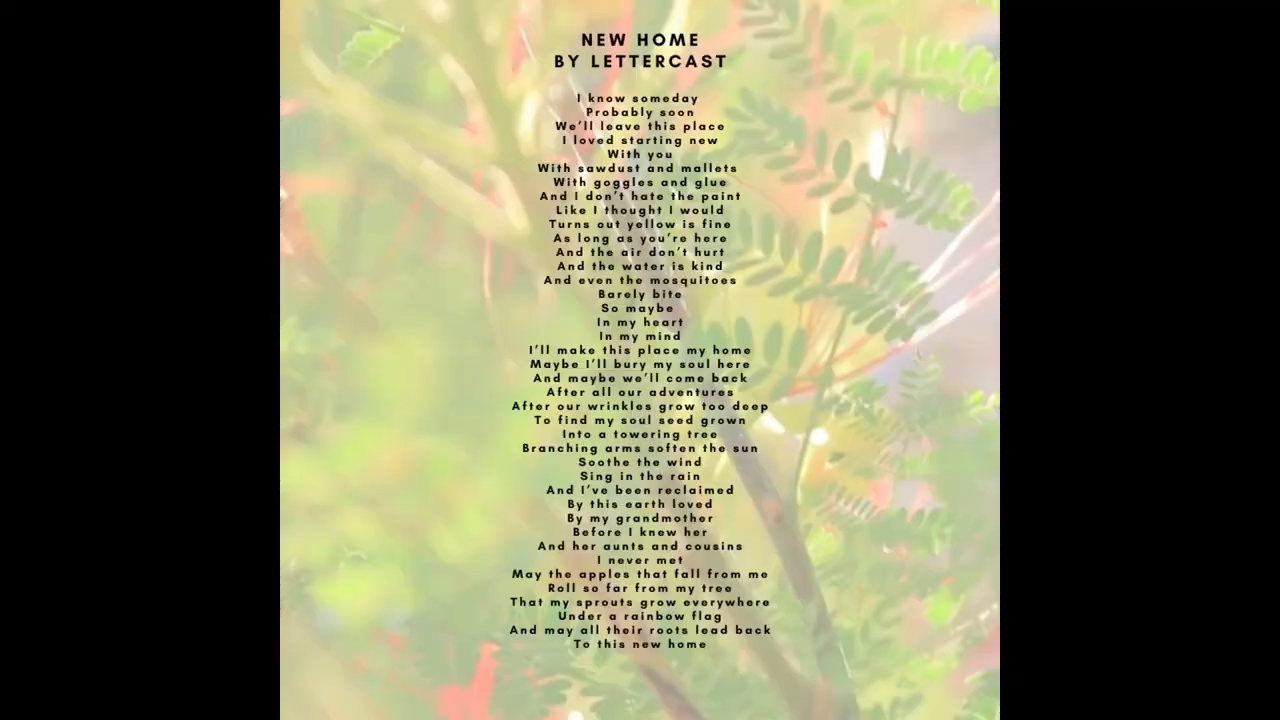 NEW HOME
BY LETTERCAST
I know someday
Probably soon
We'll leave this place
I loved starting new
With you
With sawdust and mallets
With goggles and glue
And I don't hate the paint
Like I thought I would
Turns out yellow is fine
As long as you're here
And the air don't hurt
And the water is kind
And even the mosquitoes
Barely bite
So maybe
In my heart
In my mind
I'll make this place my home
Maybe I'll bury my soul here
And maybe we'll come back
After all our adventures
After our wrinkles grow too deep
To find my soul seed grown
Into a towering tree
Branching arms soften the sun
Soothe the wind
Sing in the rain
And I've been reclaimed
By this earth loved
By my grandmother
Before I knew her
And her aunts and cousins
I never met
May the apples that fall from me
Roll so far from my tree
That my sprouts grow everywhere
Under a rainbow flag
And may all their roots lead back
To this new home